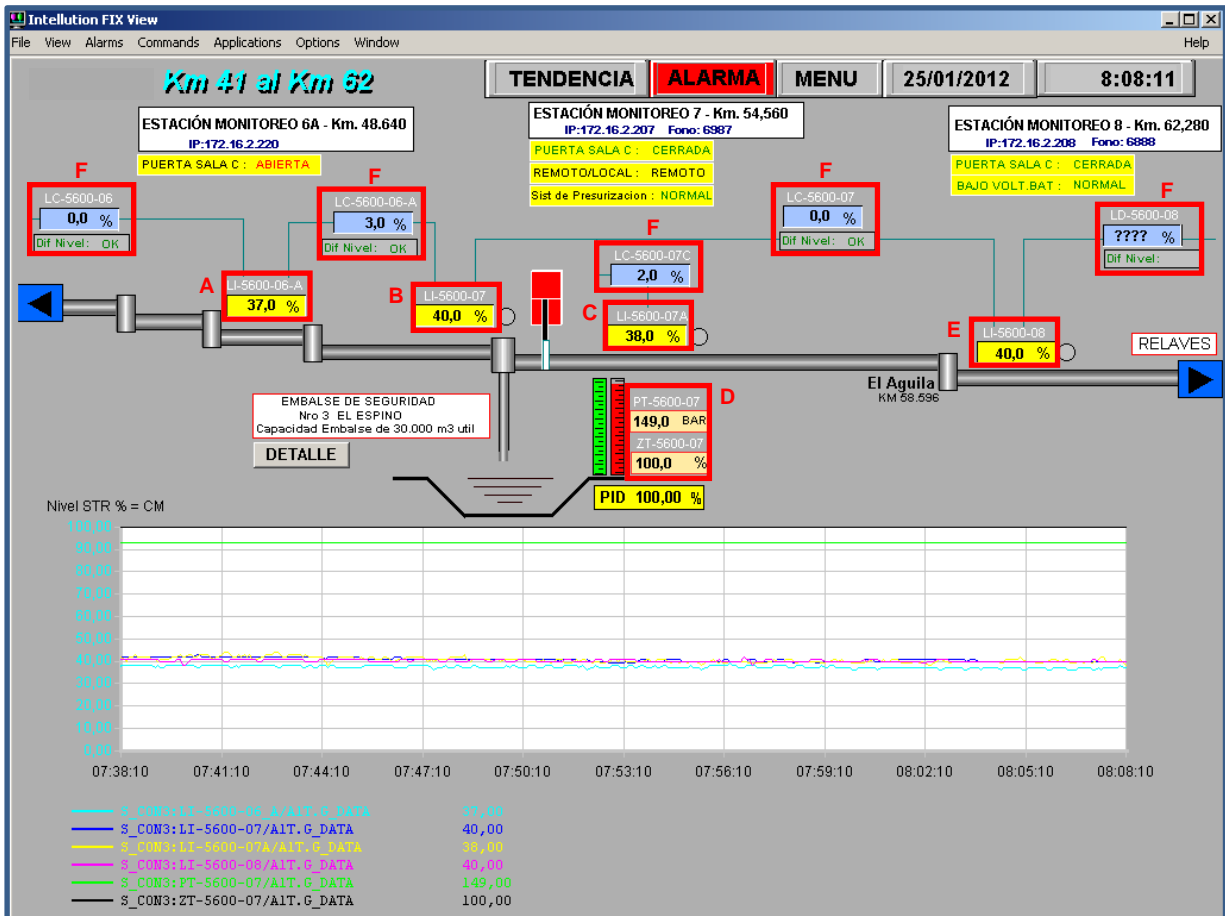 Intellution FIX View
File View Alarms Commands Applications Options Window Help
Km 41 al Km 62
TENDENCIA
ALARMA
MENU
25/01/2012
8:08:11
ESTACIÓN MONITOREO 6A - Km. 48.640
IP:172.16.2.220
PUERTA SALA C : ABIERTA
ESTACIÓN MONITOREO 7 - Km. 54,560
IP:172.16.2.207 Fono: 6987
PUERTA SALA C : CERRADA
REMOTO/LOCAL : REMOTO
Sist de Presurizacion : NORMAL
ESTACIÓN MONITOREO 8 - Km. 62,280
IP:172.16.2.208 Fono: 6888
PUERTA SALA C : CERRADA
BAJO VOLT.BAT : NORMAL
F
LC-5600-06
0,0 %
Dif Nivel: OK
F
LC-5600-06-A
3,0 %
Dif Nivel: OK
F
LC-5600-07
0,0 %
Dif Nivel: OK
F
LD-5600-08
???? %
Dif Nivel:
F
LC-5600-07C
2,0 %
A
LI-5600-06-A
37,0 %
B
LI-5600-07
40,0 %
C
LI-5600-07A
38,0 %
E
LI-5600-08
40,0 %
RELAVES
El Aguila
KM 58.596
EMBALSE DE SEGURIDAD
Nro 3 EL ESPINO
Capacidad Embalse de 30.000 m3 util
DETALLE
D
PT-5600-07
149,0 BAR
ZT-5600-07
100,0 %
PID 100,00 %
Nivel STR % = CM
100,00
90,00
80,00
70,00
60,00
50,00
40,00
30,00
20,00
10,00
0,00
07:38:10 07:41:10 07:44:10 07:47:10 07:50:10 07:53:10 07:56:10 07:59:10 08:02:10 08:05:10 08:08:10
S_CON3:LI-5600-06_A/A1T.G_DATA 37,00
S_CON3:LI-5600-07/A1T.G_DATA 40,00
S_CON3:LI-5600-07A/A1T.G_DATA 38,00
S_CON3:LI-5600-08/A1T.G_DATA 40,00
S_CON3:PT-5600-07/A1T.G_DATA 149,00
S_CON3:ZT-5600-07/A1T.G_DATA 100,00